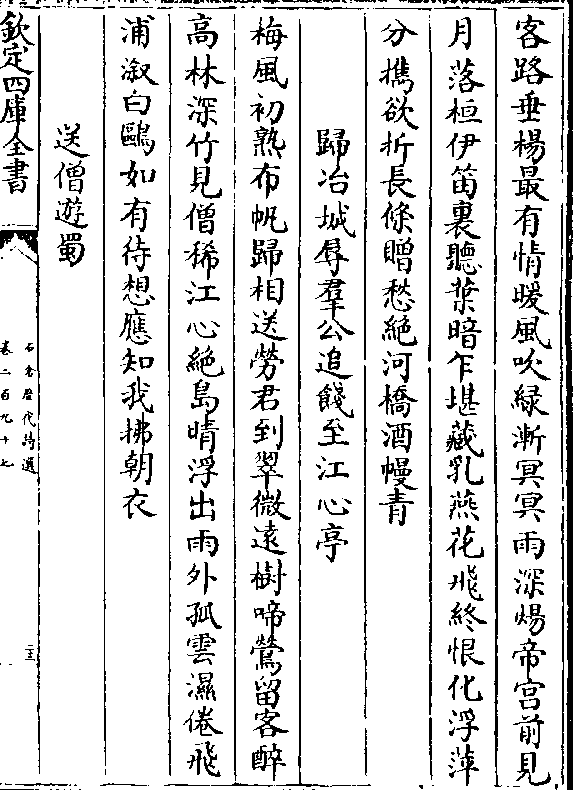 客路垂楊最有情暖風吹緑漸冥冥雨深煬帝宫前見
月落桓伊笛裏聽葉暗乍堪藏乳燕花飛終恨化浮萍
分攜欲折長條贈愁絶河橋酒幔青
歸冶城辱羣公追餞至江心亭
梅風初熟布帆歸相送勞君到翠微逺樹啼鶯留客醉
高林深竹見僧稀江心絶島晴浮出雨外孤雲濕倦飛
浦溆白鷗如有待想應知我拂朝衣
送僧遊蜀
欽定四庫全書
石倉歴代詩選
卷二百九十七
二十五